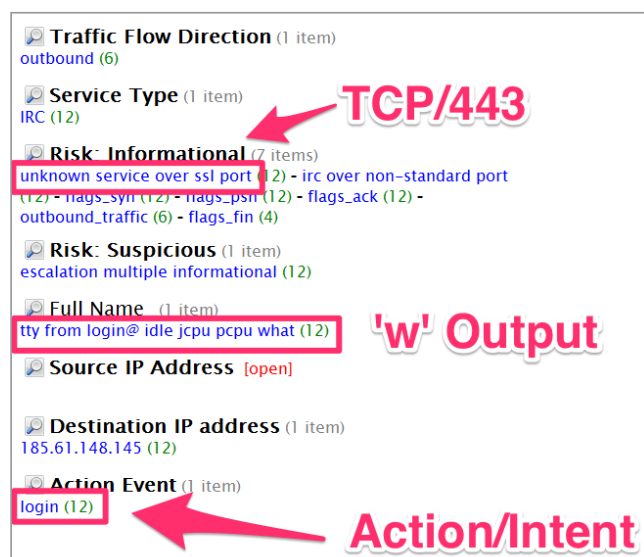 Traffic Flow Direction (1 item)
outbound (6)
Service Type (1 item)
IRC (12)
TCP/443
Risk: Informational (7 items)
unknown service over ssl port (12) - irc over non-standard port
(12) - flags_syn (12) - flags_psh (12) - flags_ack (12) -
outbound_traffic (6) - flags_fin (4)
Risk: Suspicious (1 item)
escalation multiple informational (12)
Full Name (1 item)
tty from login@ idle jcpu pcpu what (12)
'w' Output
Source IP Address [open]
Destination IP address (1 item)
185.61.148.145 (12)
Action Event (1 item)
login (12)
Action/Intent